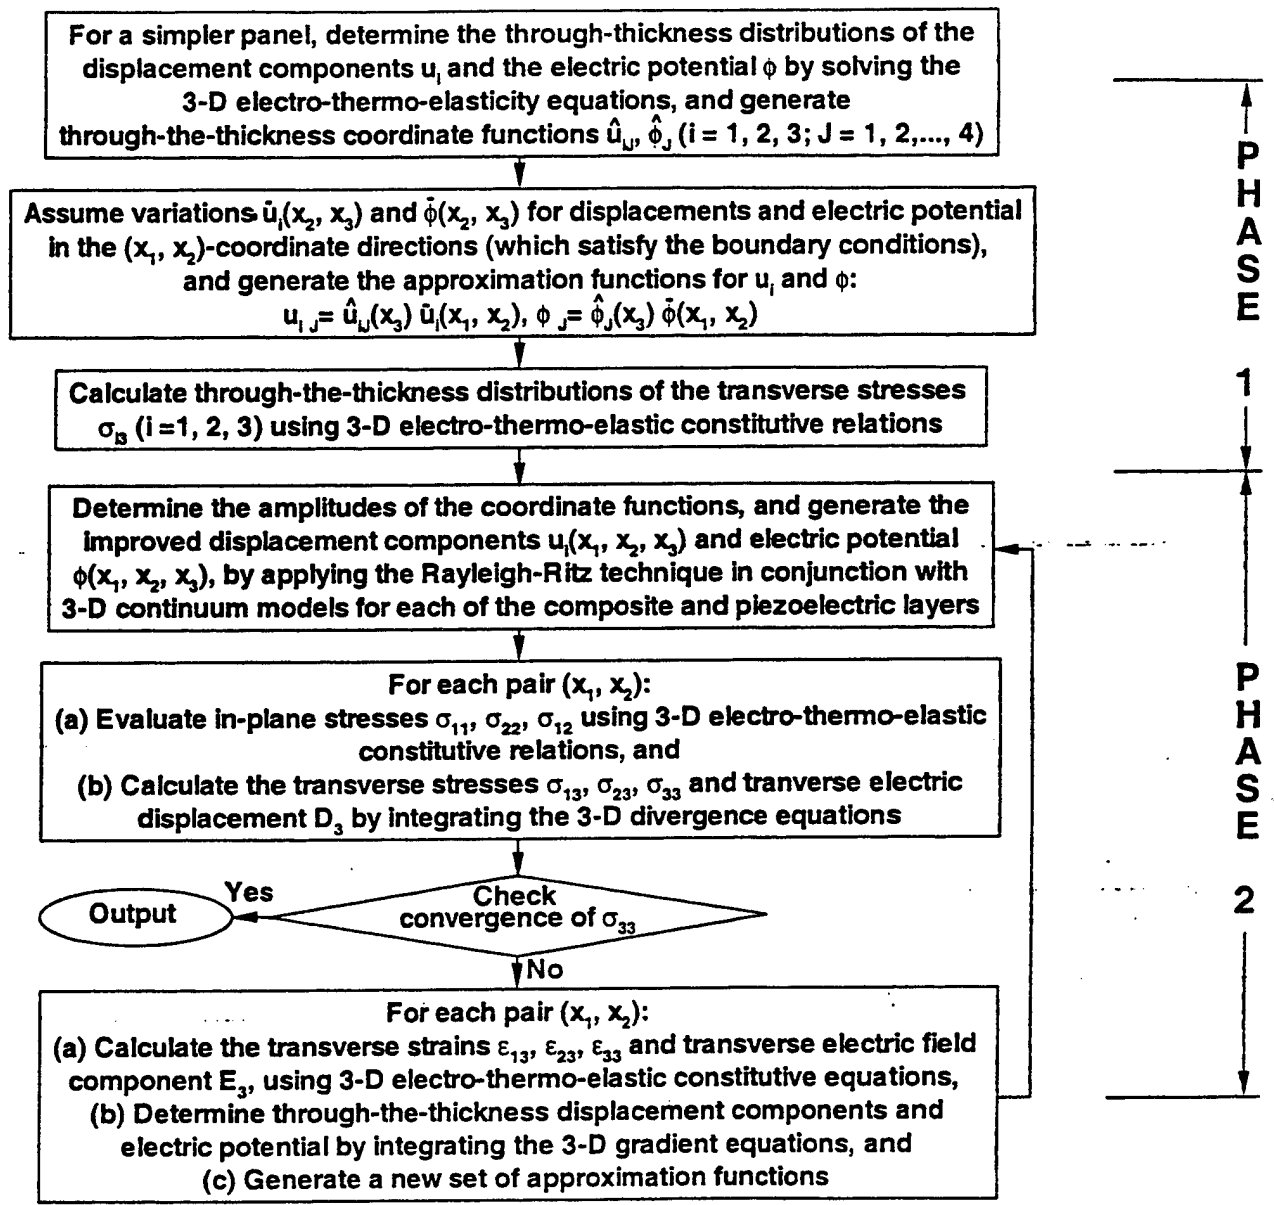 For a simpler panel, determine the through-thickness distributions of the
displacement components uᵢ and the electric potential ϕ by solving the
3-D electro-thermo-elasticity equations, and generate
through-the-thickness coordinate functions ûᵢⱼ, ϕ̂ⱼ (i = 1, 2, 3; J = 1, 2,..., 4)
Assume variations ūᵢ(x₂, x₃) and ϕ̄(x₂, x₃) for displacements and electric potential
in the (x₁, x₂)-coordinate directions (which satisfy the boundary conditions),
and generate the approximation functions for uᵢ and ϕ:
uᵢ ⱼ= ûᵢⱼ(x₃) ūᵢ(x₁, x₂), ϕ ⱼ= ϕ̂ⱼ(x₃) ϕ̄(x₁, x₂)
Calculate through-the-thickness distributions of the transverse stresses
σᵢ₃ (i =1, 2, 3) using 3-D electro-thermo-elastic constitutive relations
Determine the amplitudes of the coordinate functions, and generate the
improved displacement components uᵢ(x₁, x₂, x₃) and electric potential
ϕ(x₁, x₂, x₃), by applying the Rayleigh-Ritz technique in conjunction with
3-D continuum models for each of the composite and piezoelectric layers
For each pair (x₁, x₂):
(a) Evaluate in-plane stresses σ₁₁, σ₂₂, σ₁₂ using 3-D electro-thermo-elastic
constitutive relations, and
(b) Calculate the transverse stresses σ₁₃, σ₂₃, σ₃₃ and tranverse electric
displacement D₃ by integrating the 3-D divergence equations
Check
convergence of σ₃₃
Yes
Output
No
For each pair (x₁, x₂):
(a) Calculate the transverse strains ε₁₃, ε₂₃, ε₃₃ and transverse electric field
component E₃, using 3-D electro-thermo-elastic constitutive equations,
(b) Determine through-the-thickness displacement components and
electric potential by integrating the 3-D gradient equations, and
(c) Generate a new set of approximation functions
PHASE 1
PHASE 2